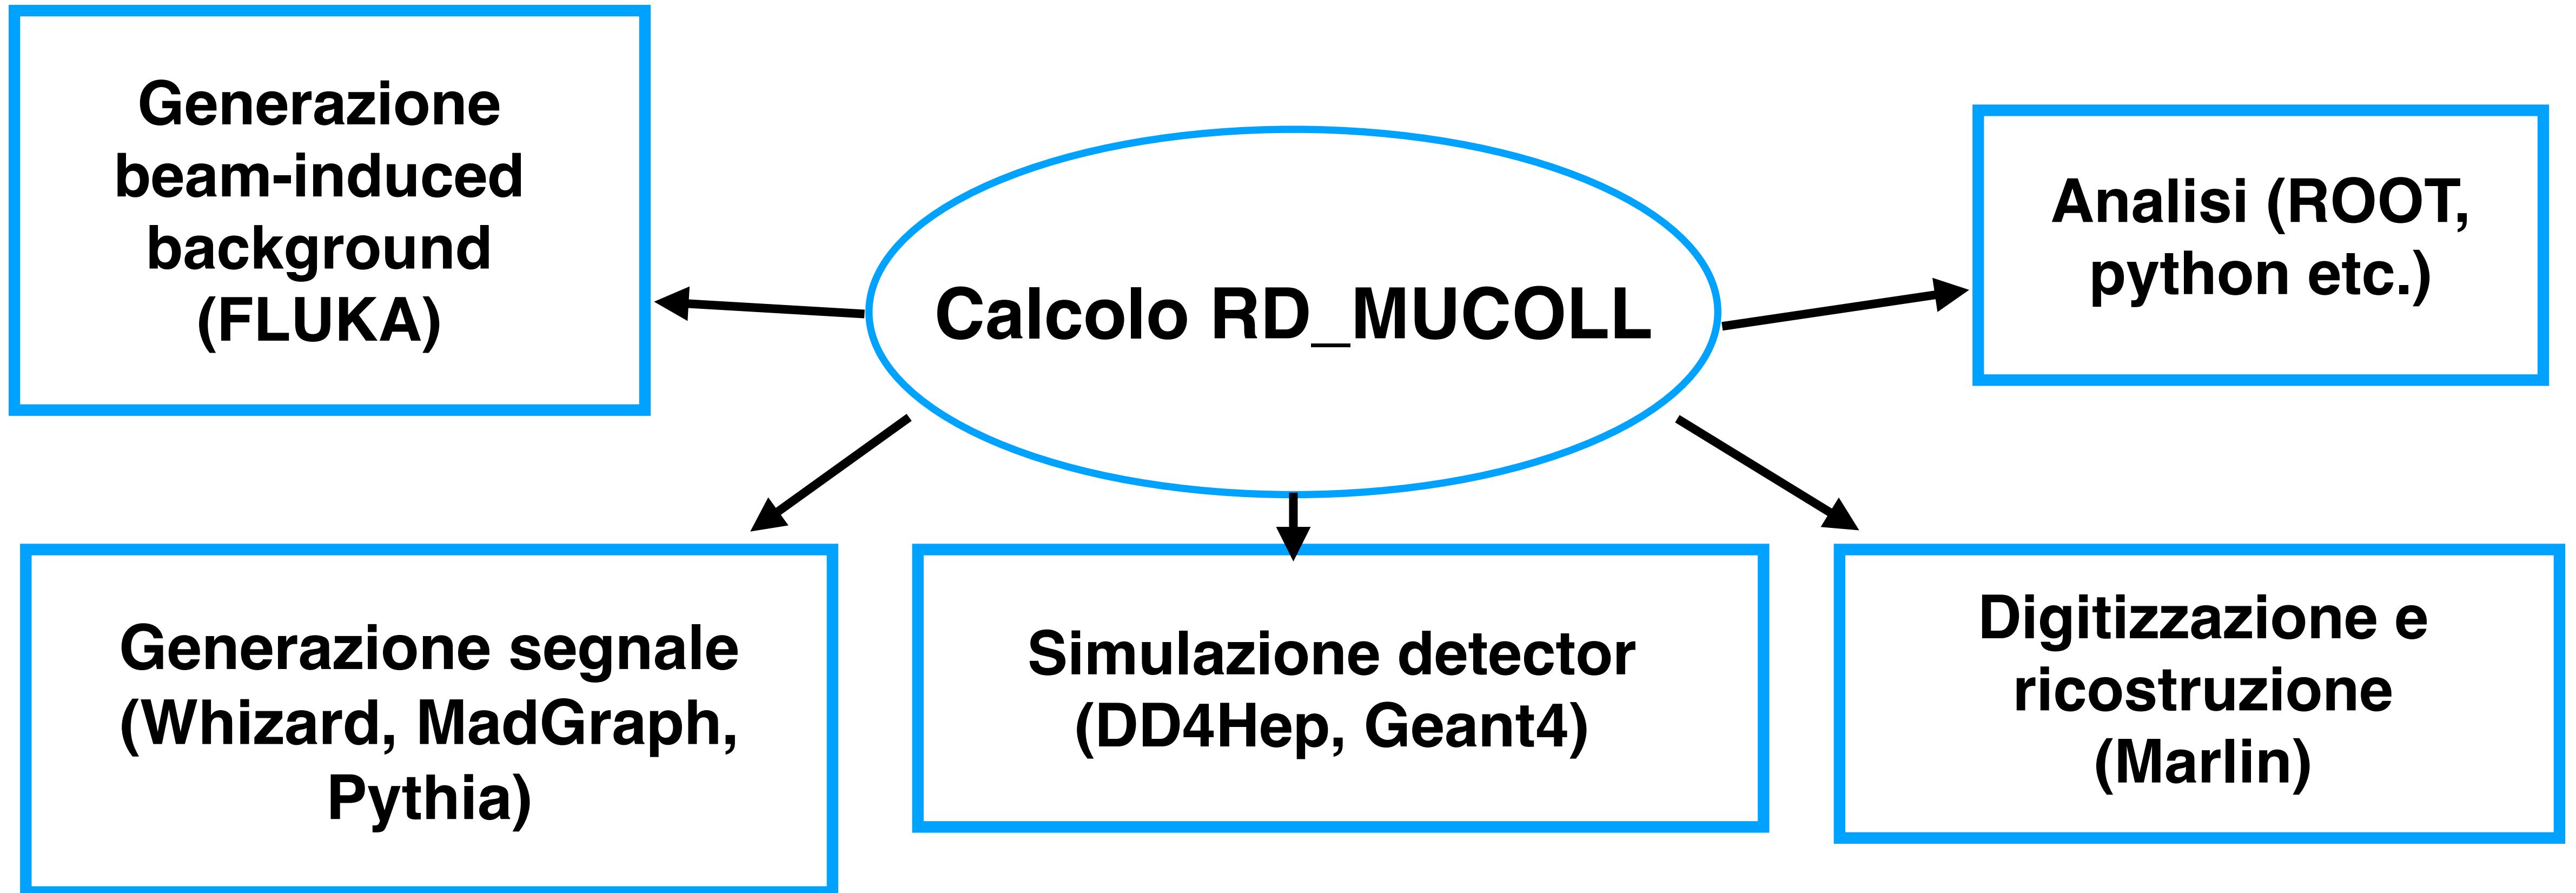 Generazione
beam-induced
background
(FLUKA)
Calcolo RD_MUCOLL
Analisi (ROOT,
python etc.)
Generazione segnale
(Whizard, MadGraph,
Pythia)
Simulazione detector
(DD4Hep, Geant4)
Digitizzazione e
ricostruzione
(Marlin)